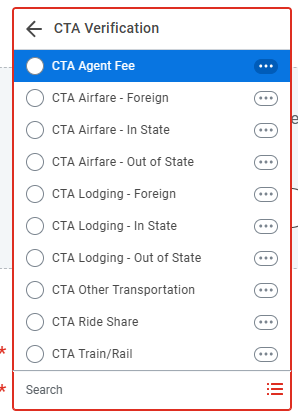 CTA Verification
CTA Agent Fee
CTA Airfare - Foreign
CTA Airfare - In State
CTA Airfare - Out of State
CTA Lodging - Foreign
CTA Lodging - In State
CTA Lodging - Out of State
CTA Other Transportation
CTA Ride Share
CTA Train/Rail
*
* Search